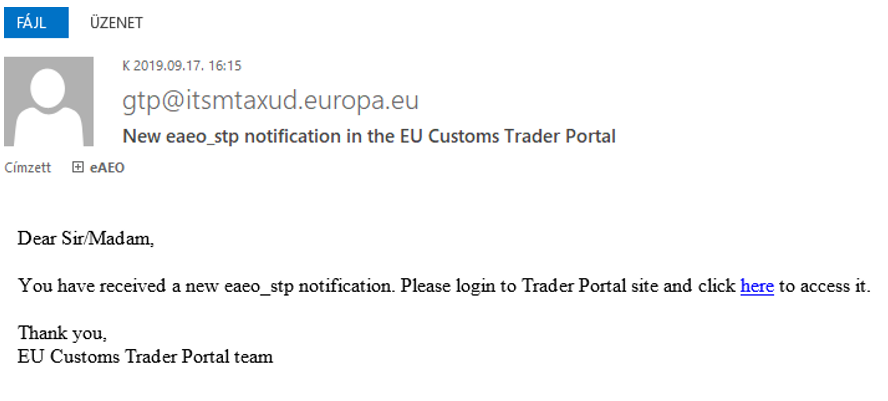 FÁJL ÜZENET
K 2019.09.17. 16:15
gtp@itsmtaxud.europa.eu
New eaeo_stp notification in the EU Customs Trader Portal
Címzett eAEO
Dear Sir/Madam,
You have received a new eaeo_stp notification. Please login to Trader Portal site and click here to access it.
Thank you,
EU Customs Trader Portal team